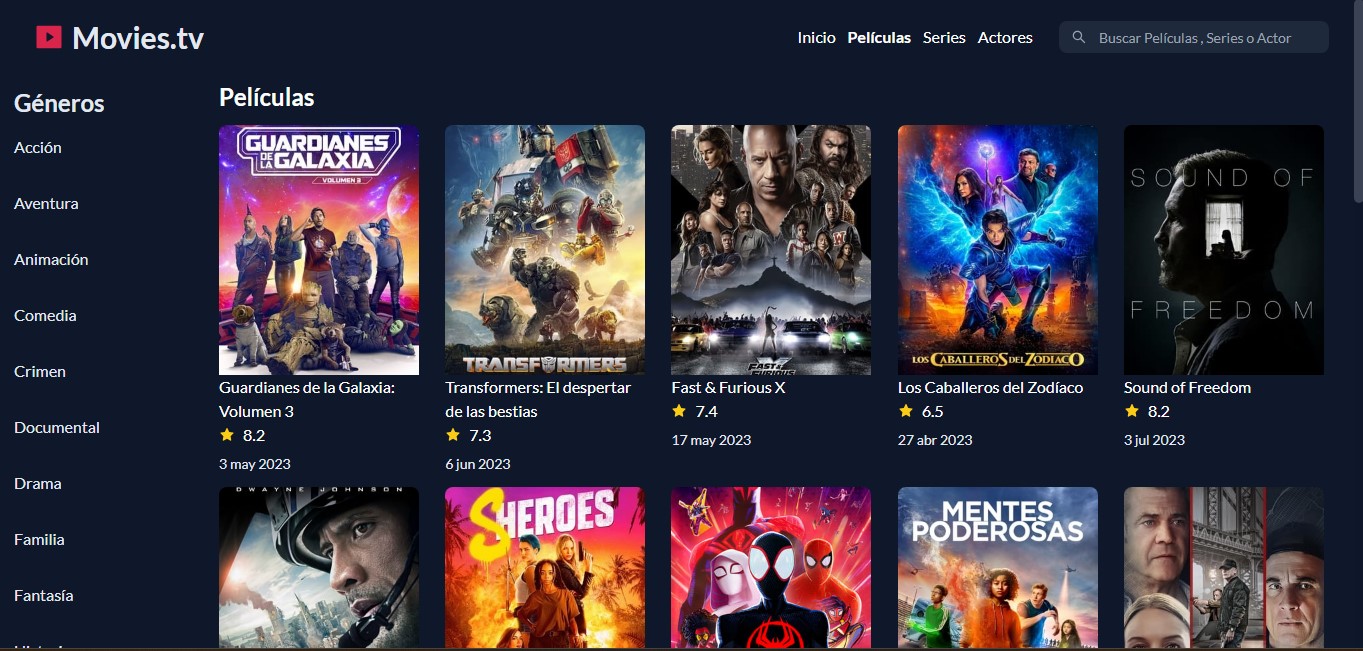 Movies.tv
Inicio Películas Series Actores
Buscar Películas , Series o Actor
Géneros
Acción
Aventura
Animación
Comedia
Crimen
Documental
Drama
Familia
Fantasía
Películas
GUARDIANES
DE LA GALAXIA
VOLUMEN 3
Guardianes de la Galaxia:
Volumen 3
8.2
3 may 2023
TRANSFORMERS
Transformers: El despertar
de las bestias
7.3
6 jun 2023
FAST &
FURIOUS
Fast & Furious X
7.4
17 may 2023
LOS CABALLEROS DEL ZODIACO
Los Caballeros del Zodíaco
6.5
27 abr 2023
SOUND OF
FREEDOM
Sound of Freedom
8.2
3 jul 2023
DWAYNE JOHNSON
SHEROES
MENTES
PODEROSAS